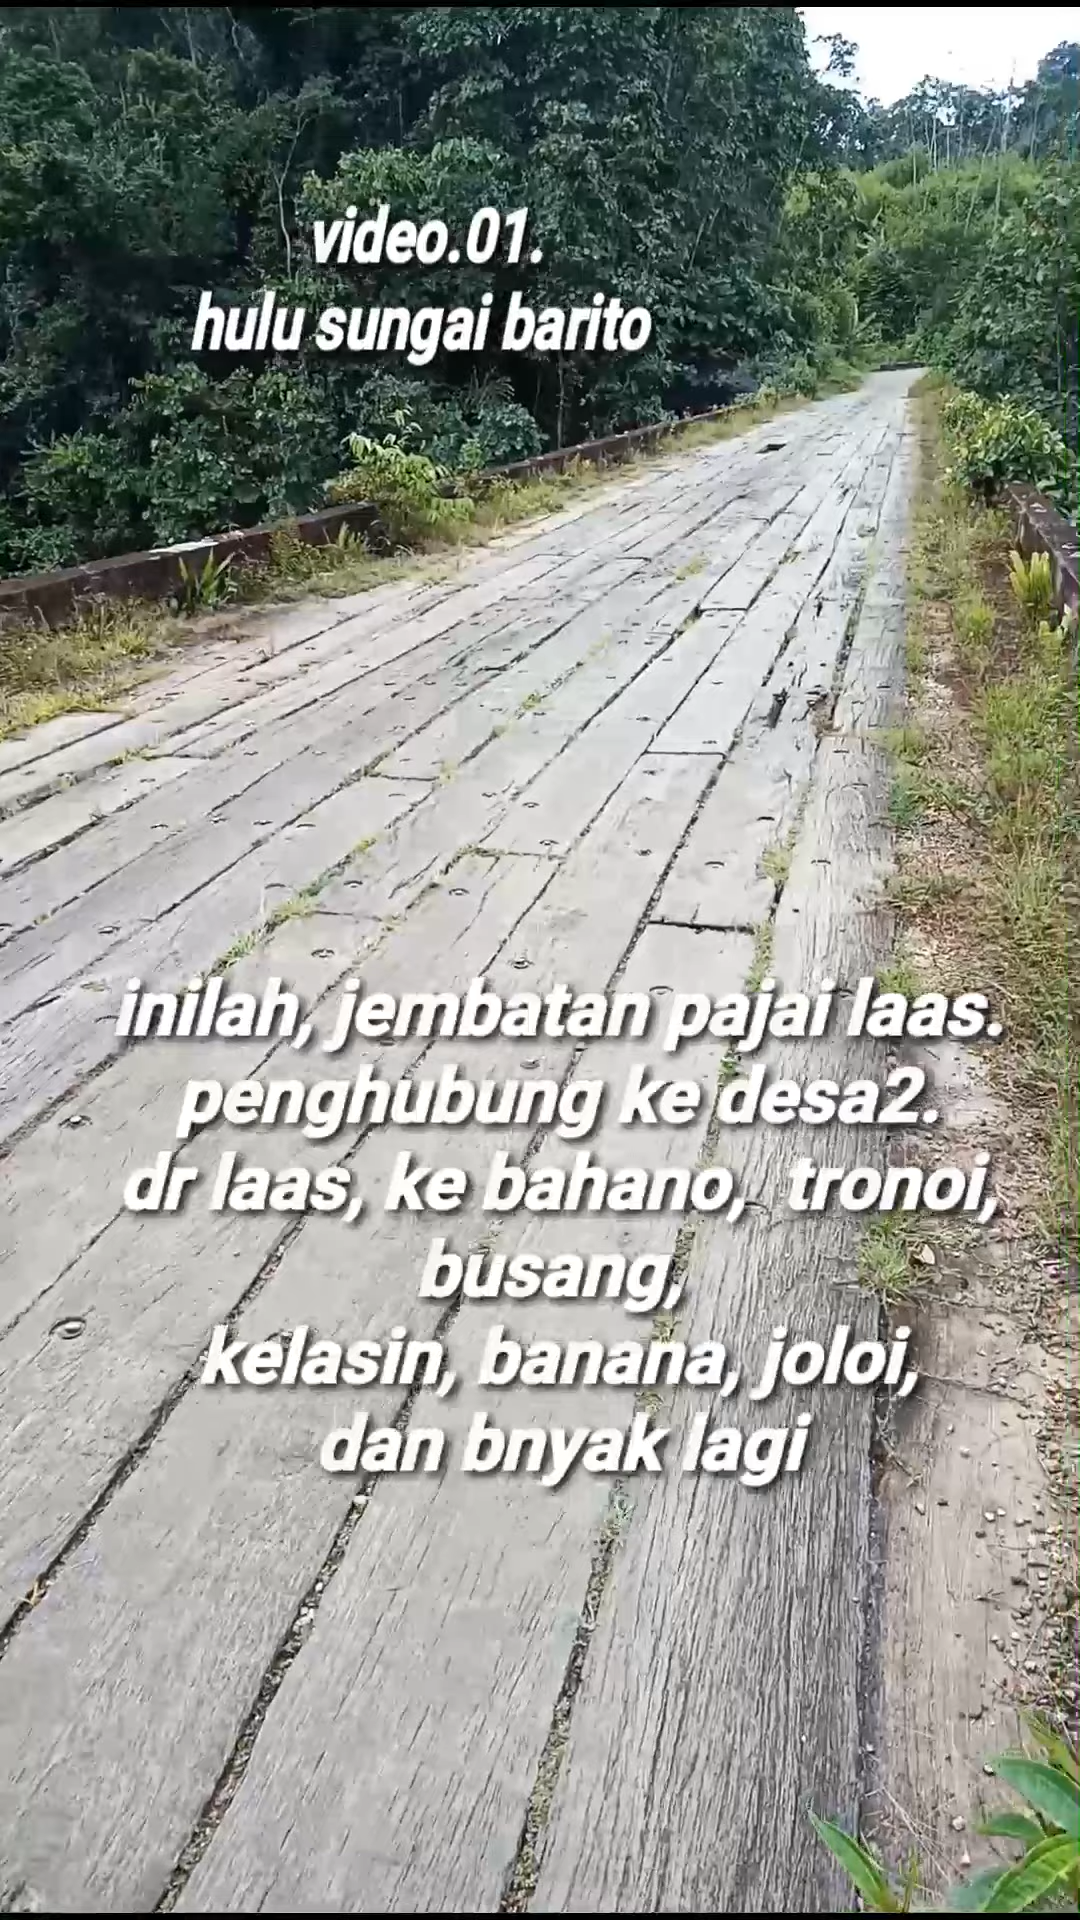 video.01.
hulu sungai barito
inilah, jembatan pajai laas.
penghubung ke desa2.
dr laas, ke bahano, tronoi,
busang,
kelasin, banana, joloi,
dan bnyak lagi